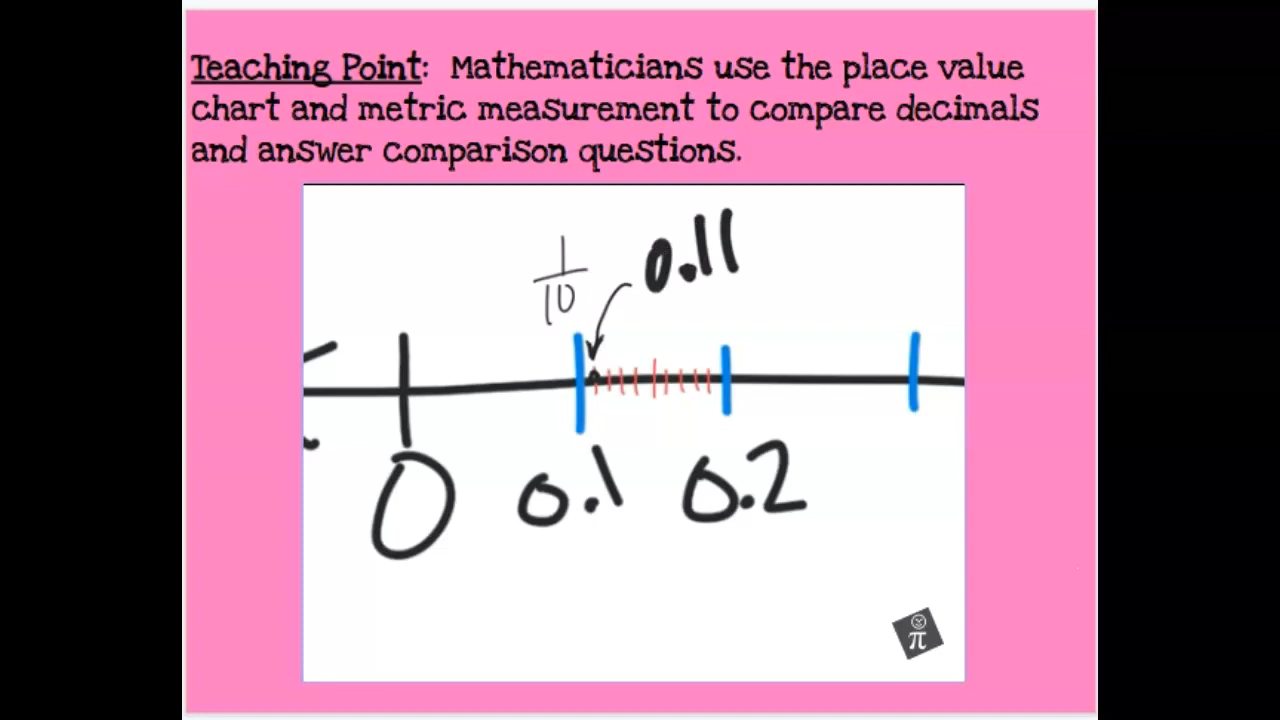 Teaching Point: Mathematicians use the place value
chart and metric measurement to compare decimals
and answer comparison questions.
1/10 0.11
0 0.1 0.2
π